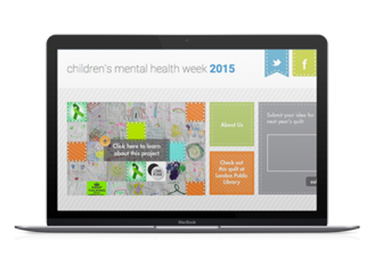 children's mental health week 2015
Click here to learn
about this project
About Us
Check out
this quilt at
London Public
Library
Submit your idea for
next year's quilt!
MacBook